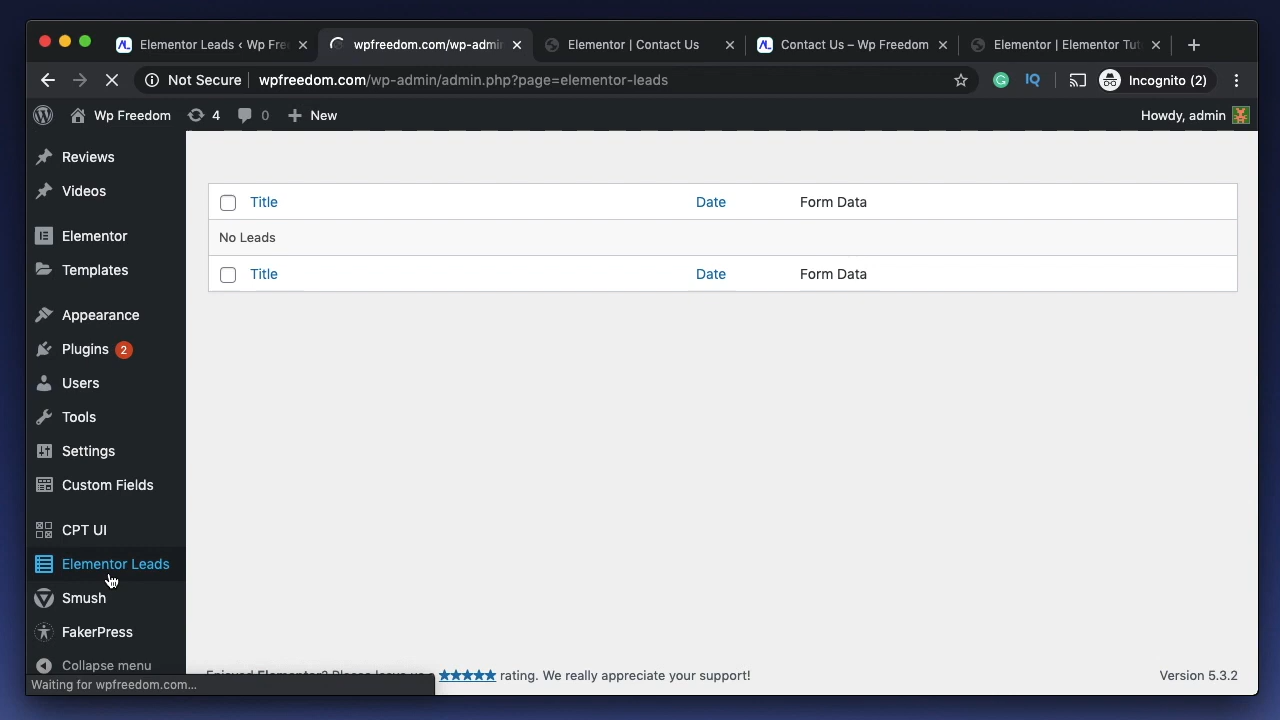 Elementor Leads ‹ Wp Fre
wpfreedom.com/wp-admi
Elementor | Contact Us
Contact Us – Wp Freedom
Elementor | Elementor Tut
Not Secure
wpfreedom.com/wp-admin/admin.php?page=elementor-leads
IQ
Incognito (2)
Wp Freedom
4
0
New
Howdy, admin
Reviews
Videos
Elementor
Templates
Appearance
Plugins 2
Users
Tools
Settings
Custom Fields
CPT UI
Elementor Leads
Smush
FakerPress
Collapse menu
Title Date Form Data
No Leads
Title Date Form Data
rating. We really appreciate your support!
Version 5.3.2
Waiting for wpfreedom.com...